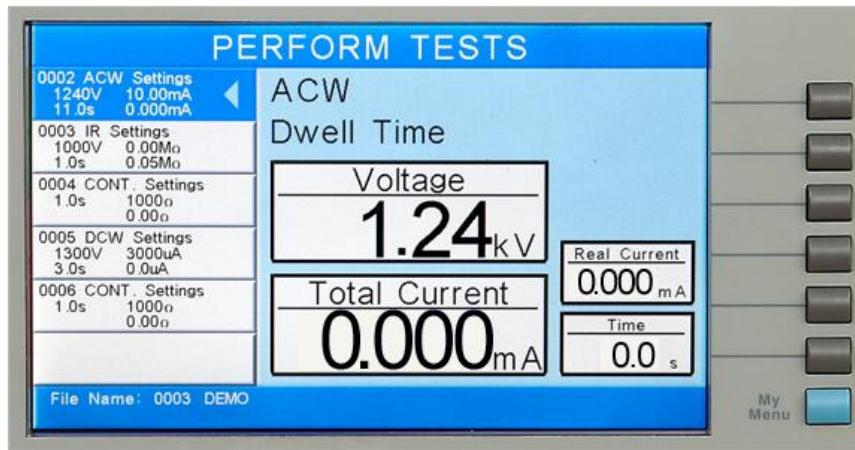 PERFORM TESTS
0002 ACW Settings
1240V 10.00mA
11.0s 0.000mA
0003 IR Settings
1000V 0.00MΩ
1.0s 0.05MΩ
0004 CONT. Settings
1.0s 1000Ω
0.00Ω
0005 DCW Settings
1300V 3000uA
3.0s 0.0uA
0006 CONT. Settings
1.0s 1000Ω
0.00Ω
ACW
Dwell Time
Voltage
1.24kV
Total Current
0.000mA
Real Current
0.000 mA
Time
0.0 s
File Name: 0003 DEMO
My
Menu